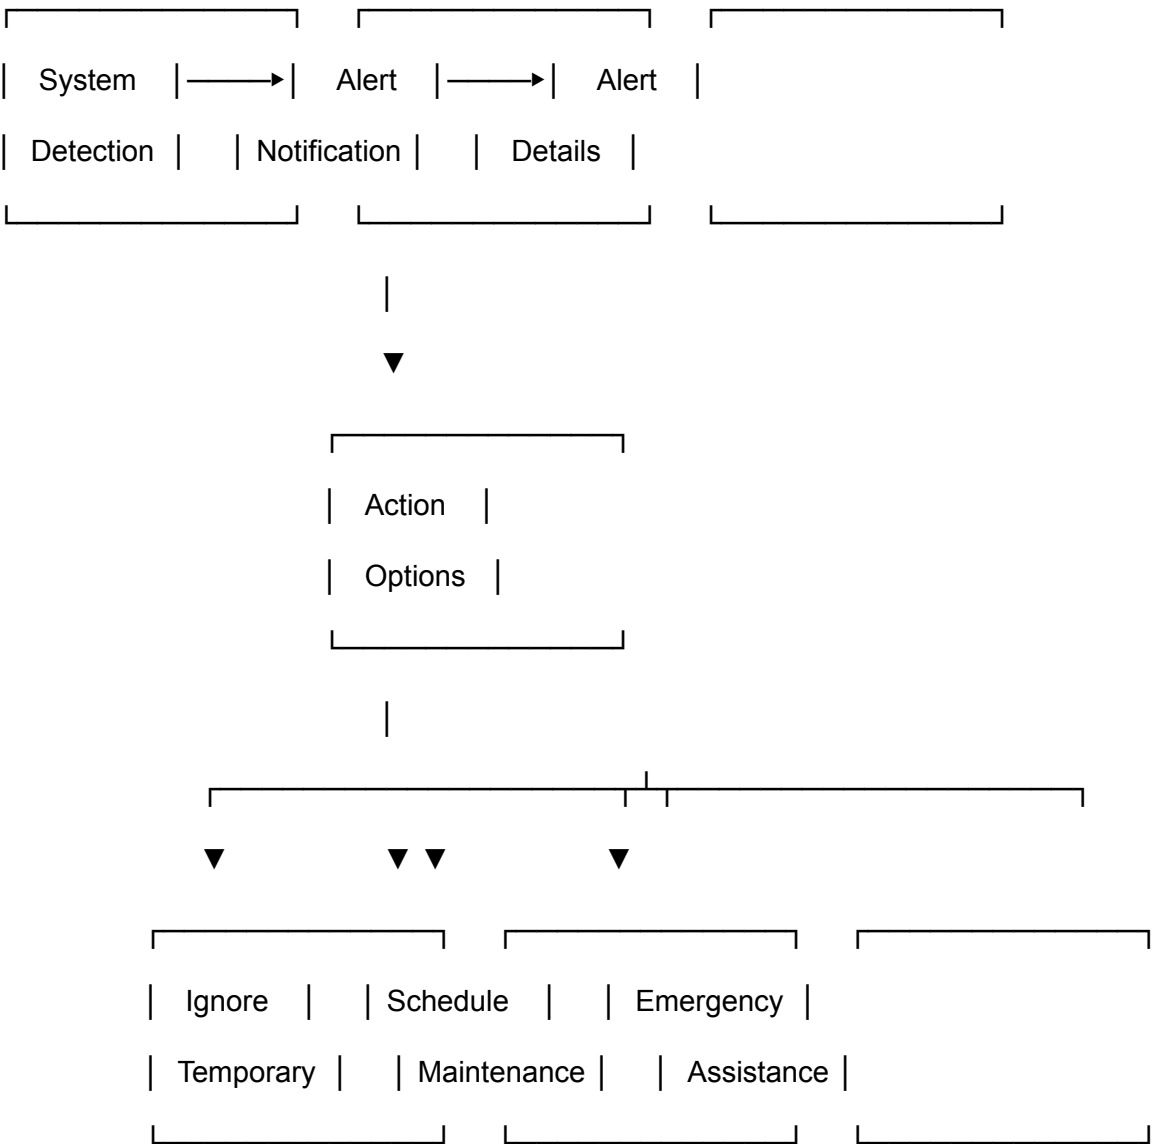 System Alert Alert
Detection Notification Details
Action
Options
Ignore Schedule Emergency
Temporary Maintenance Assistance